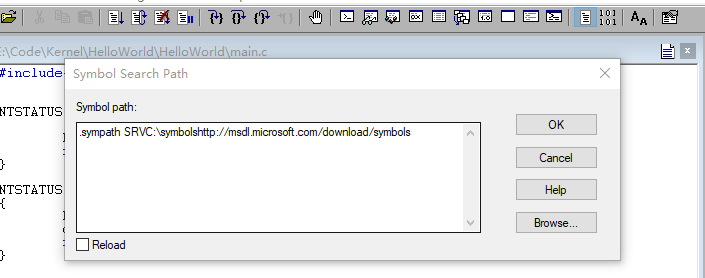 E:\Code\Kernel\HelloWorld\HelloWorld\main.c
#include
Symbol Search Path
NTSTATUS
Symbol path:
.sympath SRVC:\symbolshttp://msdl.microsoft.com/download/symbols
OK
Cancel
Help
Browse...
}
NTSTATUS
{
Reload
}